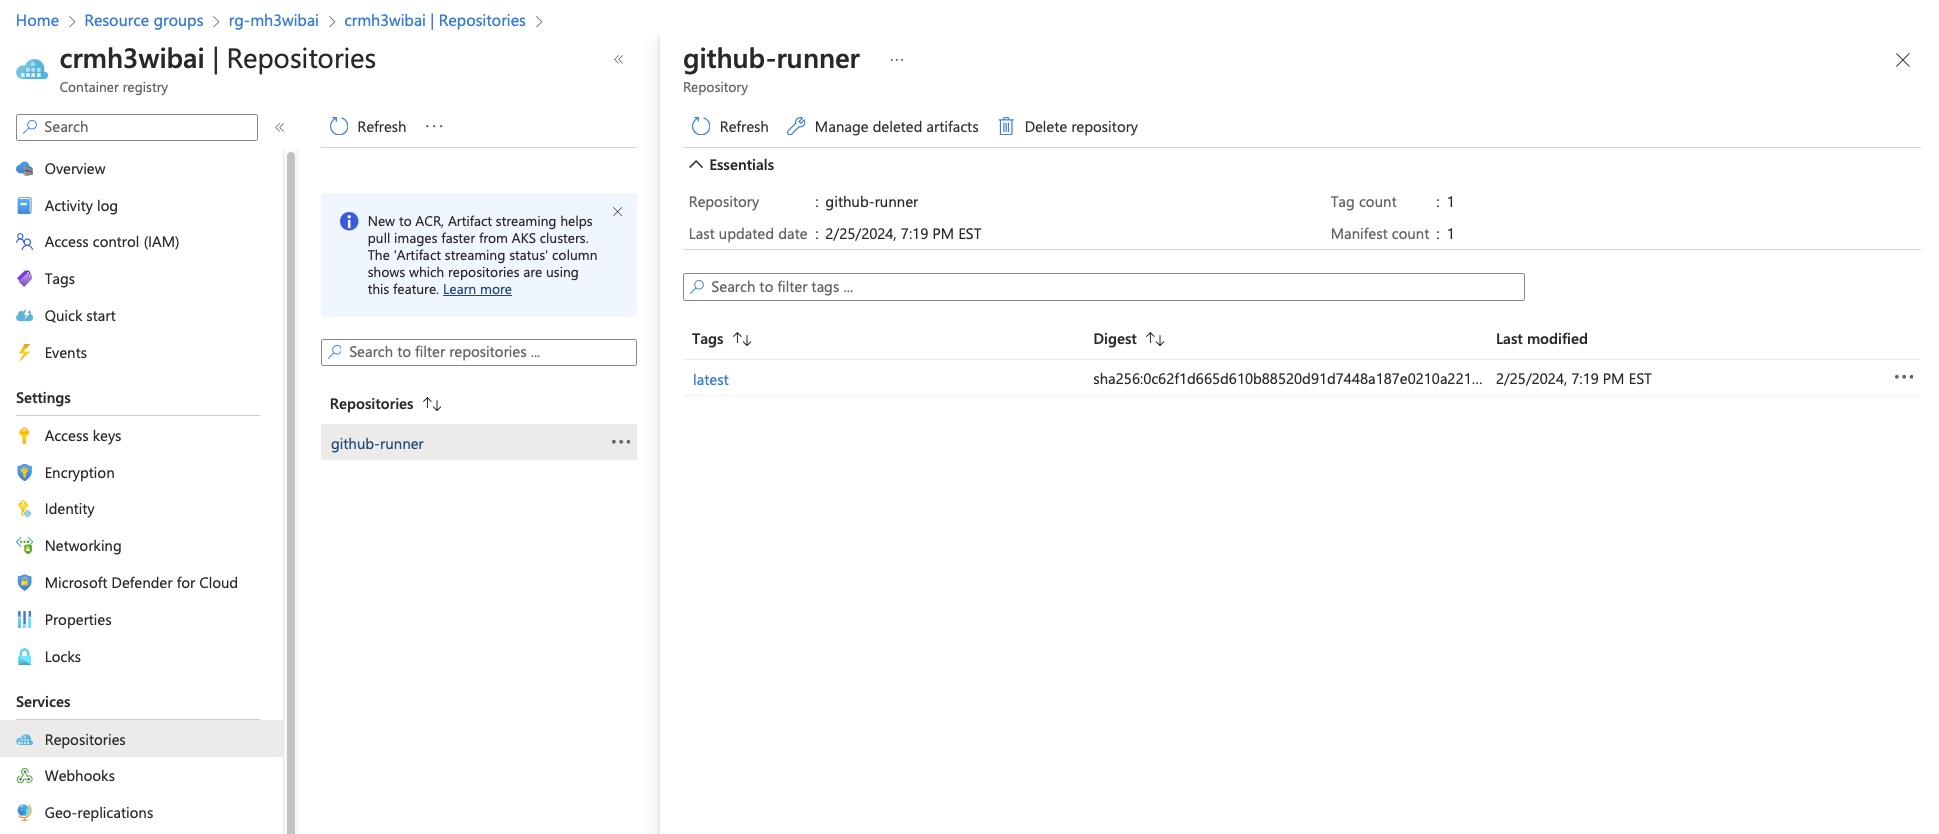 Home > Resource groups > rg-mh3wibai > crmh3wibai | Repositories >
crmh3wibai | Repositories
Container registry
Search
Overview
Activity log
Access control (IAM)
Tags
Quick start
Events
Settings
Access keys
Encryption
Identity
Networking
Microsoft Defender for Cloud
Properties
Locks
Services
Repositories
Webhooks
Geo-replications
Refresh
New to ACR, Artifact streaming helps
pull images faster from AKS clusters.
The 'Artifact streaming status' column
shows which repositories are using
this feature. Learn more
Search to filter repositories ...
Repositories
github-runner
github-runner
Repository
Refresh Manage deleted artifacts Delete repository
Essentials
Repository : github-runner
Last updated date : 2/25/2024, 7:19 PM EST
Tag count : 1
Manifest count : 1
Search to filter tags ...
Tags Digest Last modified
latest sha256:0c62f1d665d610b88520d91d7448a187e0210a221... 2/25/2024, 7:19 PM EST